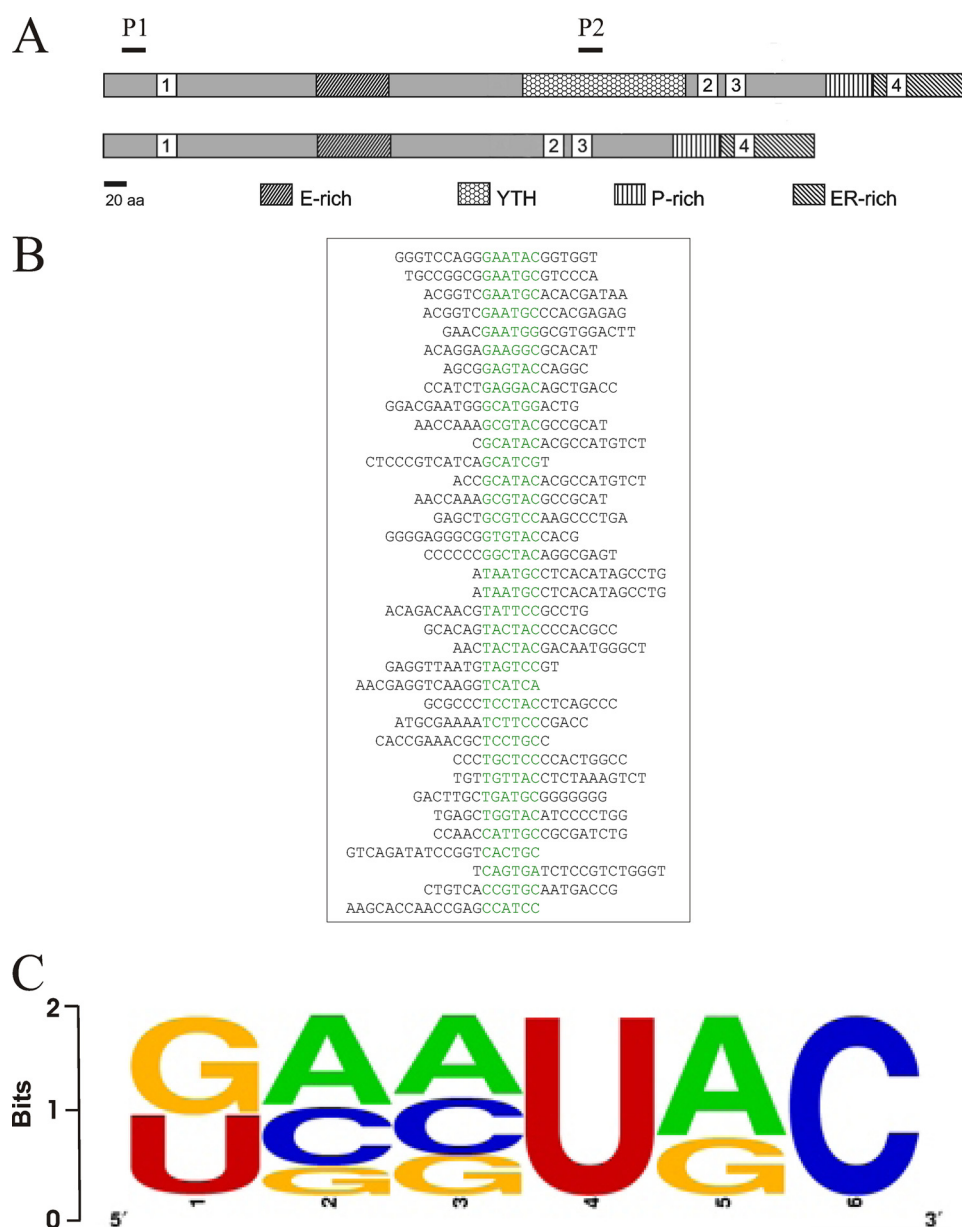 A
P1 P2
1 2 3 4
1 2 3 4
20 aa E-rich YTH P-rich ER-rich
B
GGGTCCAGGGAATACGGTGGT
TGCCGGCGGAATGCGTCCCA
ACGGTCGAATGCACACGATAA
ACGGTCGAATGCCCACGAGAG
GAACGAATGGGCGTGGACTT
ACAGGAGAAGGCGCACAT
AGCGGAGTACCAGGC
CCATCTGAGGACAGCTGACC
GGACGAATGGGCATGGACTG
AACCAAAGCGTACGCCGCAT
CGCATACACGCCATGTCT
CTCCCGTCATCAGCATCGT
ACCGCATACACGCCATGTCT
AACCAAAGCGTACGCCGCAT
GAGCTGCGTCCAAGCCCTGA
GGGGAGGGCGGTGTACCACG
CCCCCCGGCTACAGGCGAGT
ATAATGCCTCACATAGCCTG
ATAATGCCTCACATAGCCTG
ACAGACAACGTATTCCGCCTG
GCACAGTACTACCCCACGCC
AACTACTACGACAATGGGCT
GAGGTTAATGTAGTCCGT
AACGAGGTCAAGGTCATCA
GCGCCCTCCTACCTCAGCCC
ATGCGAAAATCTTCCCGACC
CACCGAAACGCTCCTGCC
CCCTGCTCCCCACTGGCC
TGTTGTTACCTCTAAAGTCT
GACTTGCTGATGCGGGGGGG
TGAGCTGGTACATCCCCTGG
CCAACCATTGCCGCGATCTG
GTCAGATATCCGGTCACTGC
TCAGTGATCTCCGTCTGGGT
CTGTCACCGTGCAATGACCG
AAGCACCAACCGAGCCATCC
C
Bits
2
1
0
G A A U A C
U C C G
G G
5' 1 2 3 4 5 6 3'